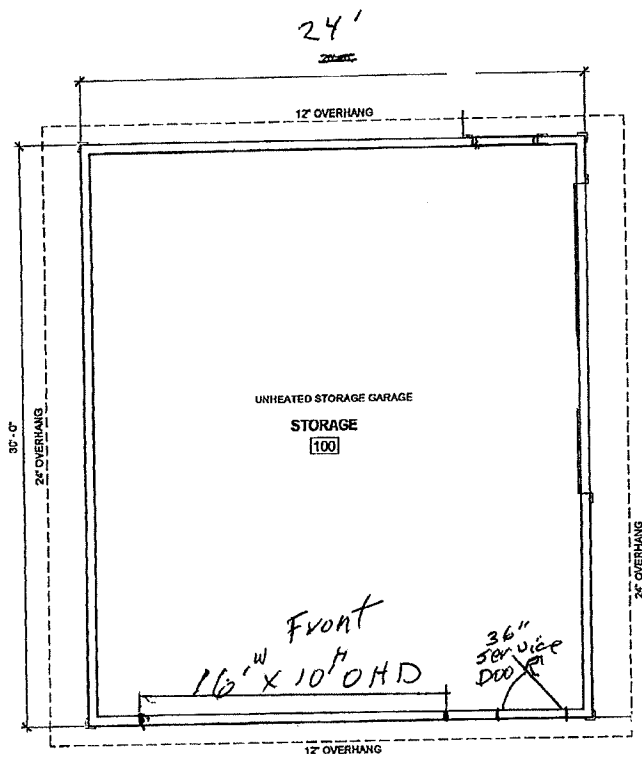 24'
12" OVERHANG
30'-0"
24" OVERHANG
UNHEATED STORAGE GARAGE
STORAGE
100
24" OVERHANG
Front
16'W X 10'H OHD
36"
Service
Door
12" OVERHANG